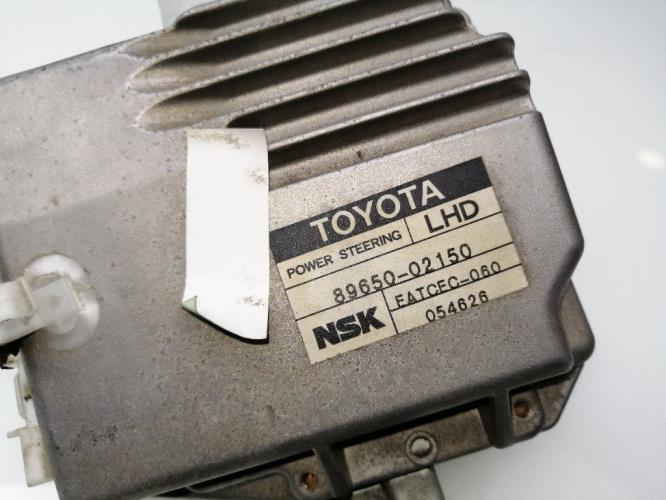 TOYOTA
POWER STEERING LHD
89650-02150
NSK EATCEC-060
054626